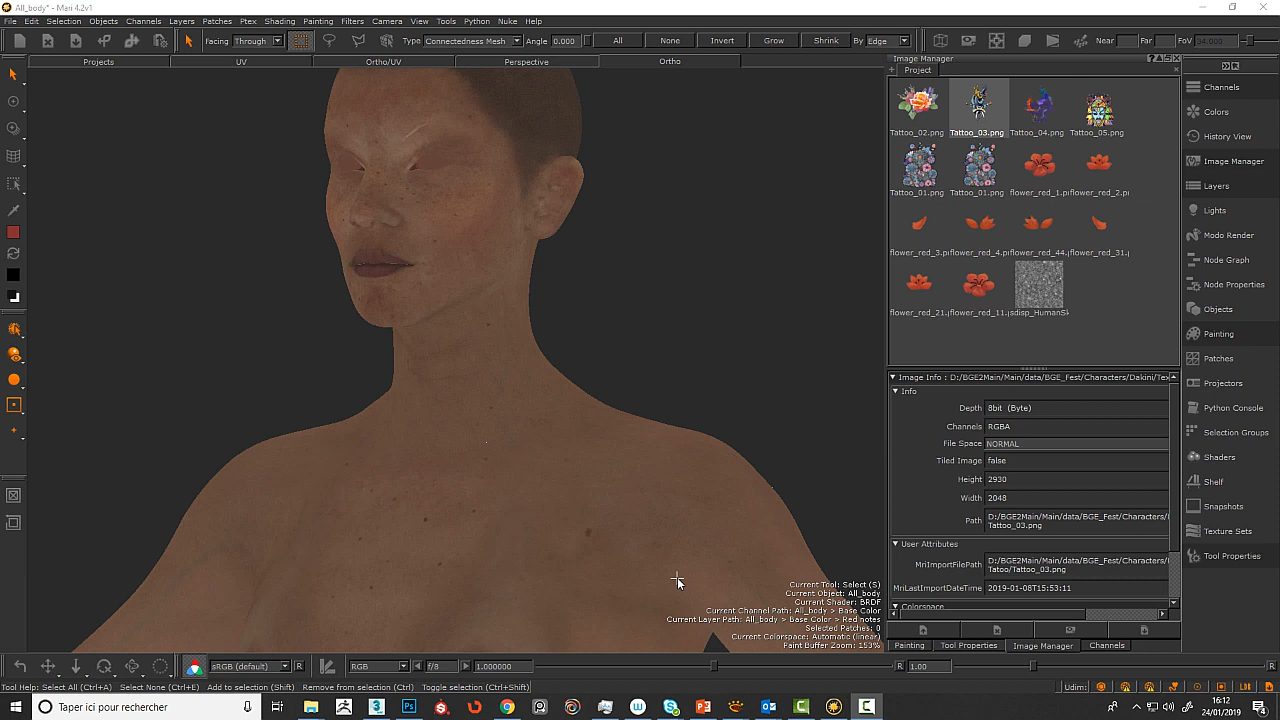 All_body* - Mari 4.2v1
File Edit Selection Objects Channels Layers Patches Ptex Shading Painting Filters Camera View Tools Python Nuke Help
Facing Through Type Connectedness Mesh Angle 0.000 All None Invert Grow Shrink By Edge Near Far FoV 34.000
Projects UV Ortho/UV Perspective Ortho
Image Manager
Project
Tattoo_02.png Tattoo_03.png Tattoo_04.png Tattoo_05.png
Tattoo_01.png Tattoo_01.png flower_red_1.p flower_red_2.p
flower_red_3.p flower_red_4.p flower_red_44. flower_red_31.
flower_red_21. flower_red_11. sdisp_HumanS
Image Info : D:/BGE2Main/Main/data/BGE_Fest/Characters/Dakini/Te
Info
Depth 8bit (Byte)
Channels RGBA
File Space NORMAL
Tiled Image false
Height 2930
Width 2048
Path D:/BGE2Main/Main/data/BGE_Fest/Characters/
Tattoo_03.png
User Attributes
MriImportFilePath D:/BGE2Main/Main/data/BGE_Fest/Characters/
Tatoo/Tattoo_03.png
MriLastImportDateTime 2019-01-08T15:53:11
Colorspace
Painting Tool Properties Image Manager Channels
Channels
Colors
History View
Image Manager
Layers
Lights
Modo Render
Node Graph
Node Properties
Objects
Painting
Patches
Projectors
Python Console
Selection Groups
Shaders
Shelf
Snapshots
Texture Sets
Tool Properties
Current Tool: Select (S)
Current Object: All_body
Current Shader: BRDF
Current Channel Path: All_body > Base Color
Current Layer Path: All_body > Base Color > Red notes
Selected Patches: 0
Current Colorspace: Automatic (linear)
Paint Buffer Zoom: 153%
sRGB (default) R RGB f/8 1.000000 R 1.00 R
Tool Help: Select All (Ctrl+A) Select None (Ctrl+E) Add to selection (Shift) Remove from selection (Ctrl) Toggle selection (Ctrl+Shift) Udim:
Taper ici pour rechercher
16:12
24/01/2019